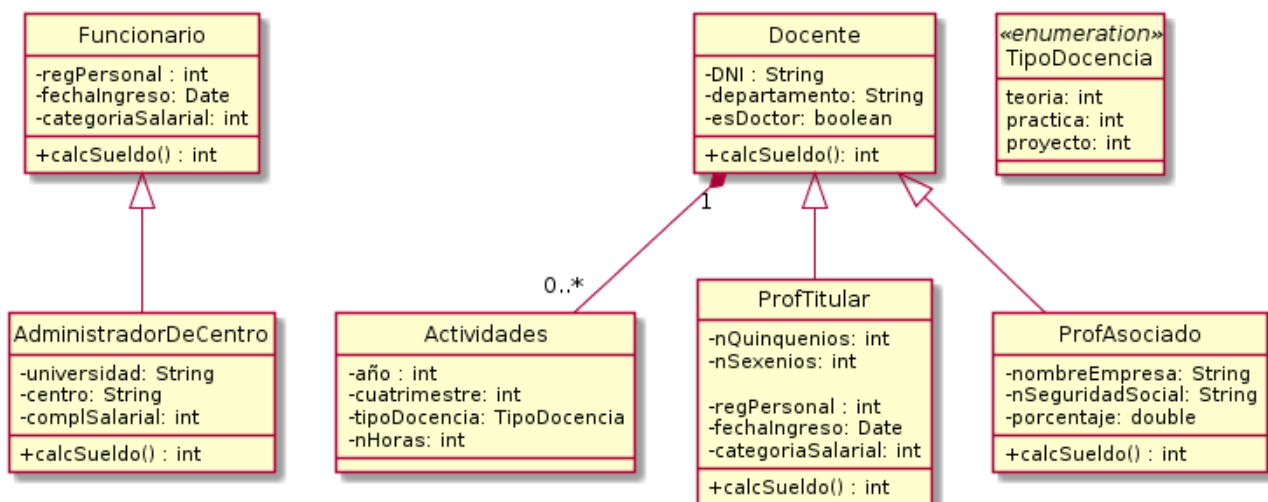 Funcionario
-regPersonal : int
-fechaIngreso: Date
-categoriaSalarial: int
+calcSueldo() : int
Docente
-DNI : String
-departamento: String
-esDoctor: boolean
+calcSueldo(): int
«enumeration»
TipoDocencia
teoria: int
practica: int
proyecto: int
1
0..*
AdministradorDeCentro
-universidad: String
-centro: String
-complSalarial: int
+calcSueldo() : int
Actividades
-año : int
-cuatrimestre: int
-tipoDocencia: TipoDocencia
-nHoras: int
ProfTitular
-nQuinquenios: int
-nSexenios: int
-regPersonal : int
-fechaIngreso: Date
-categoriaSalarial: int
+calcSueldo() : int
ProfAsociado
-nombreEmpresa: String
-nSeguridadSocial: String
-porcentaje: double
+calcSueldo() : int